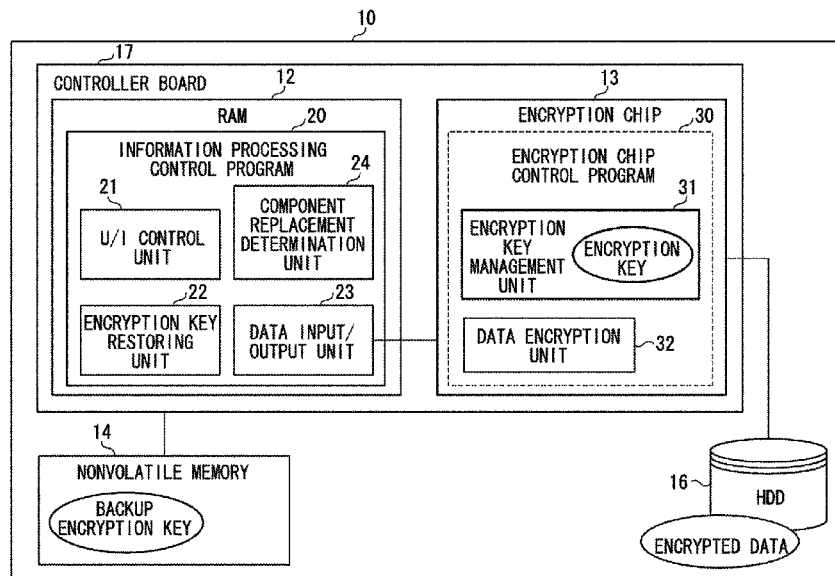 10
17
CONTROLLER BOARD
12
RAM
20
INFORMATION PROCESSING
CONTROL PROGRAM
21
U/I CONTROL
UNIT
24
COMPONENT
REPLACEMENT
DETERMINATION
UNIT
22
ENCRYPTION KEY
RESTORING
UNIT
23
DATA INPUT/
OUTPUT UNIT
13
ENCRYPTION CHIP
30
ENCRYPTION CHIP
CONTROL PROGRAM
31
ENCRYPTION
KEY
MANAGEMENT
UNIT
ENCRYPTION
KEY
DATA ENCRYPTION
UNIT
32
14
NONVOLATILE MEMORY
BACKUP
ENCRYPTION KEY
16
HDD
ENCRYPTED DATA